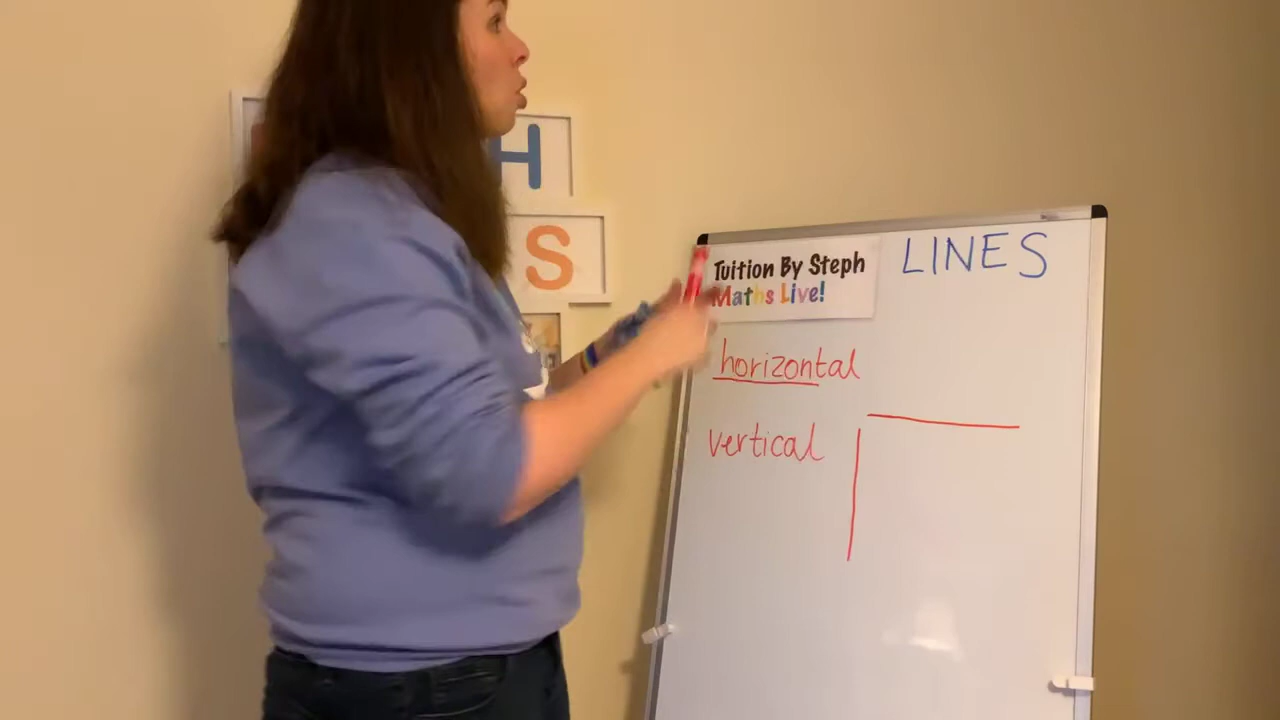 H
S
Tuition By Steph
Maths Live!
LINES
horizontal
vertical